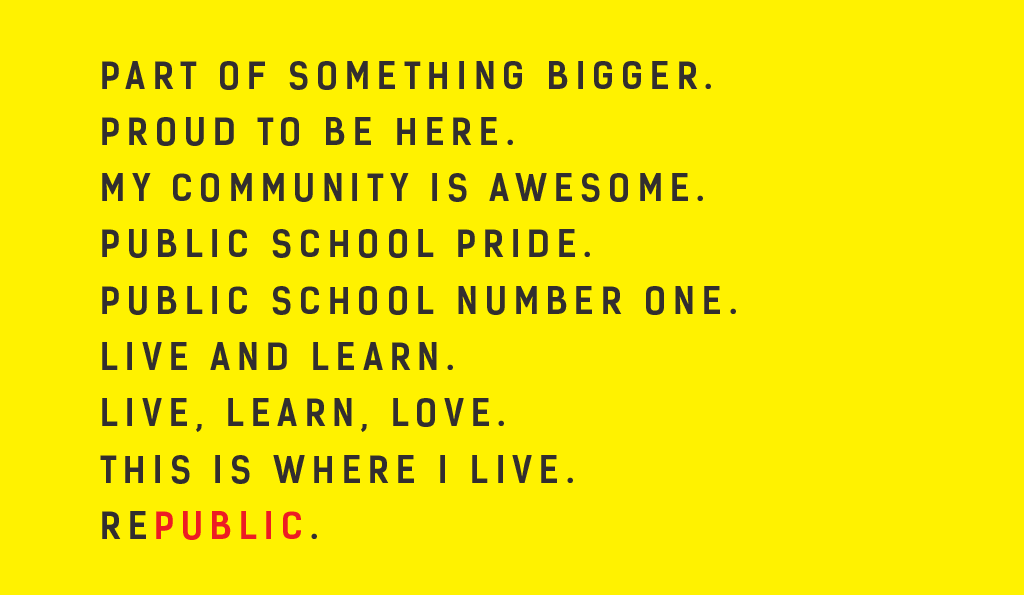 PART OF SOMETHING BIGGER.
PROUD TO BE HERE.
MY COMMUNITY IS AWESOME.
PUBLIC SCHOOL PRIDE.
PUBLIC SCHOOL NUMBER ONE.
LIVE AND LEARN.
LIVE, LEARN, LOVE.
THIS IS WHERE I LIVE.
REPUBLIC.